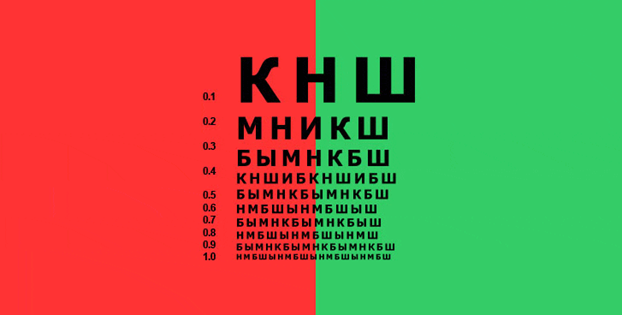 0.1 К Н Ш
0.2 М Н И К Ш
0.3 Б Ы М Н К Б Ш
0.4 К Н Ш И Б К Н Ш И Б Ш
0.5 Б Ы М Н К Б Ы М Н К Б Ш
0.6 Н М Б Ш Ы Н М Б Ш Ы Ш
0.7 Б Ы М Н К Б Ы М Н К Б Ш
0.8 Н М Б Ш Ы Н М Б Ш Ы Н М Ш
0.9 Б Ы М Н К Б Ы М Н К Б Ы М Н К Б Ш
1.0 Н М Б Ш Ы Н М Б Ш Ы Н М Б Ш Ы Н М Б Ш